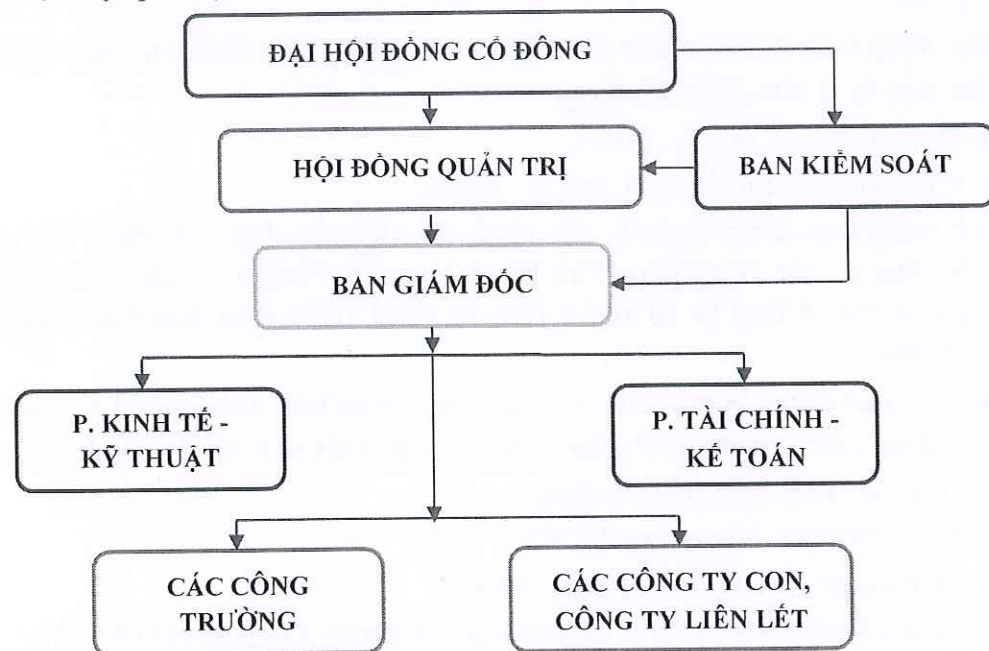 ĐẠI HỘI ĐỒNG CỔ ĐÔNG
HỘI ĐỒNG QUẢN TRỊ
BAN KIỂM SOÁT
BAN GIÁM ĐỐC
P. KINH TẾ -
KỸ THUẬT
P. TÀI CHÍNH -
KẾ TOÁN
CÁC CÔNG
TRƯỜNG
CÁC CÔNG TY CON,
CÔNG TY LIÊN LÉT